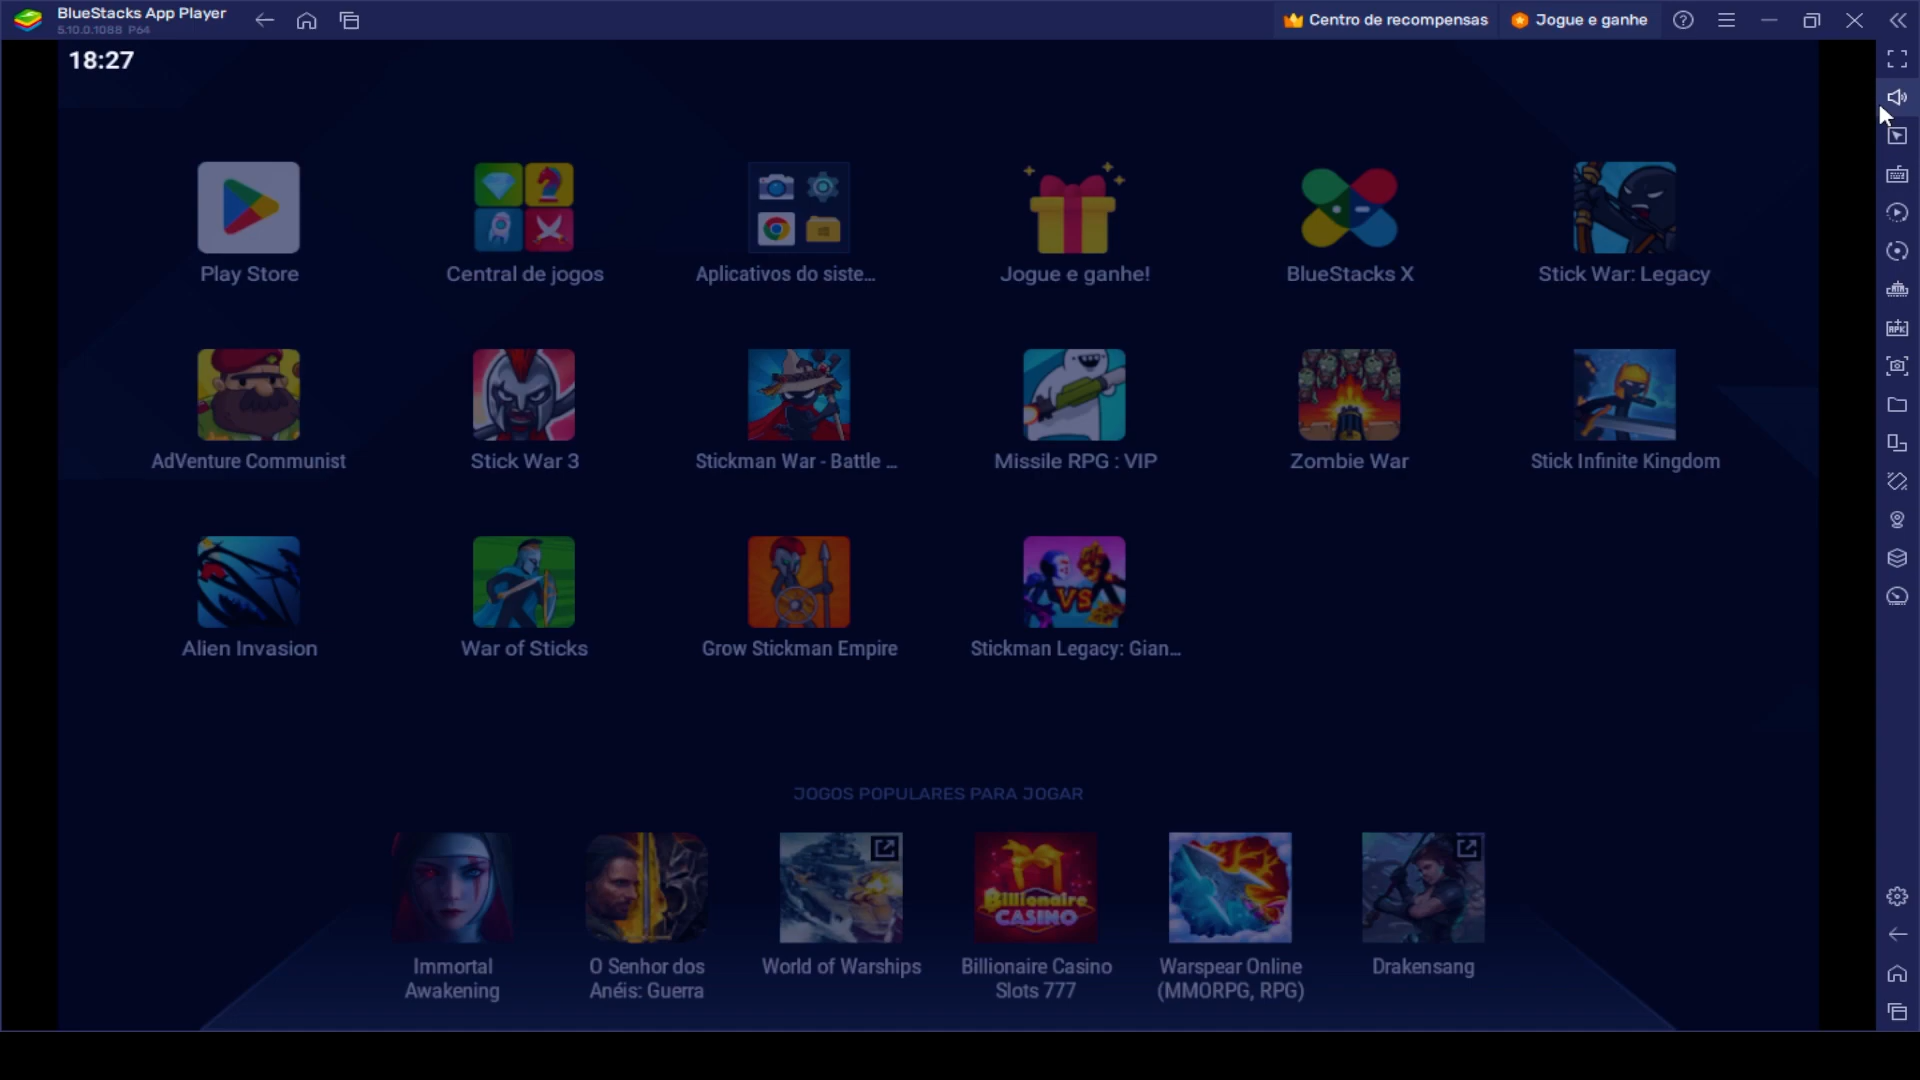 BlueStacks App Player
5.10.0.1088 P64
Centro de recompensas
Jogue e ganhe
18:27
Play Store
Central de jogos
Aplicativos do siste...
Jogue e ganhe!
BlueStacks X
Stick War: Legacy
AdVenture Communist
Stick War 3
Stickman War - Battle ...
Missile RPG : VIP
Zombie War
Stick Infinite Kingdom
VS
Alien Invasion
War of Sticks
Grow Stickman Empire
Stickman Legacy: Gian...
JOGOS POPULARES PARA JOGAR
Billionaire
CASINO
Immortal
Awakening
O Senhor dos
Anéis: Guerra
World of Warships
Billionaire Casino
Slots 777
Warspear Online
(MMORPG, RPG)
Drakensang
APK